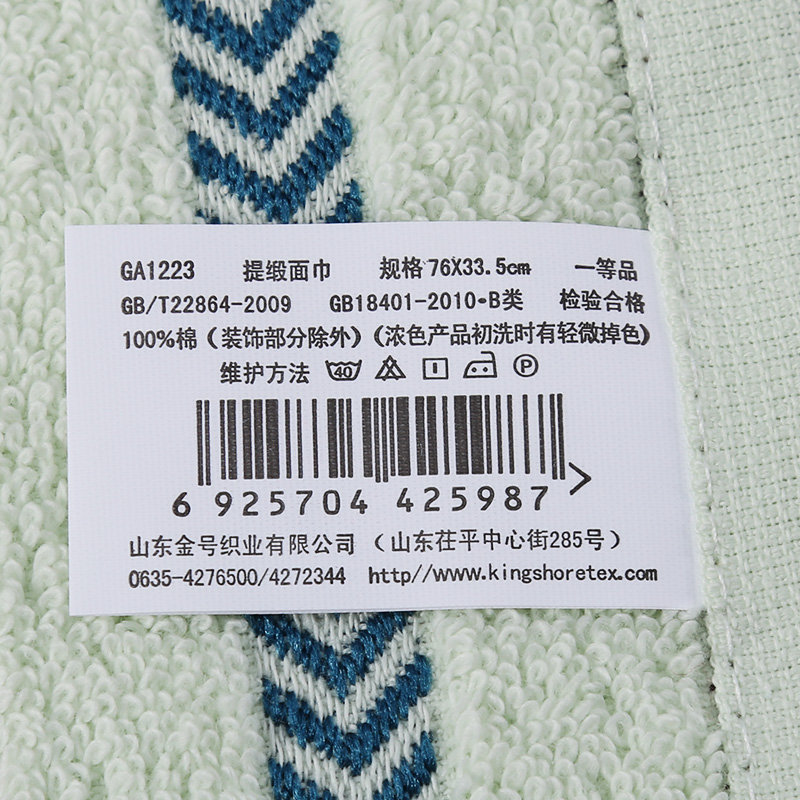 GA1223 提缎面巾 规格76X33.5cm 一等品
GB/T22864-2009 GB18401-2010•B类 检验合格
100%棉（装饰部分除外）（浓色产品初洗时有轻微掉色）
维护方法 40 P
6 925704 425987 >
山东金号织业有限公司（山东茌平中心街285号）
0635-4276500/4272344 http//www.kingshoretex.com